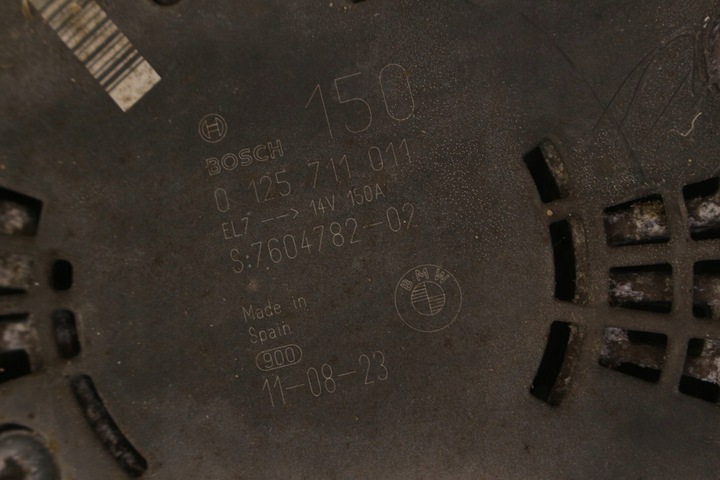 150
BOSCH
0 125 711 011
EL7 --> 14V 150A
S:7604782-02
BMW
Made in
Spain
900
11-08-23